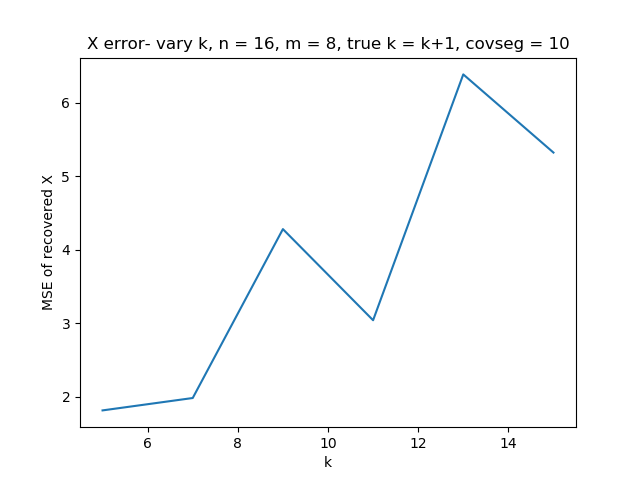 X error- vary k, n = 16, m = 8, true k = k+1, covseg = 10
MSE of recovered X
6
5
4
3
2
6 8 10 12 14
k